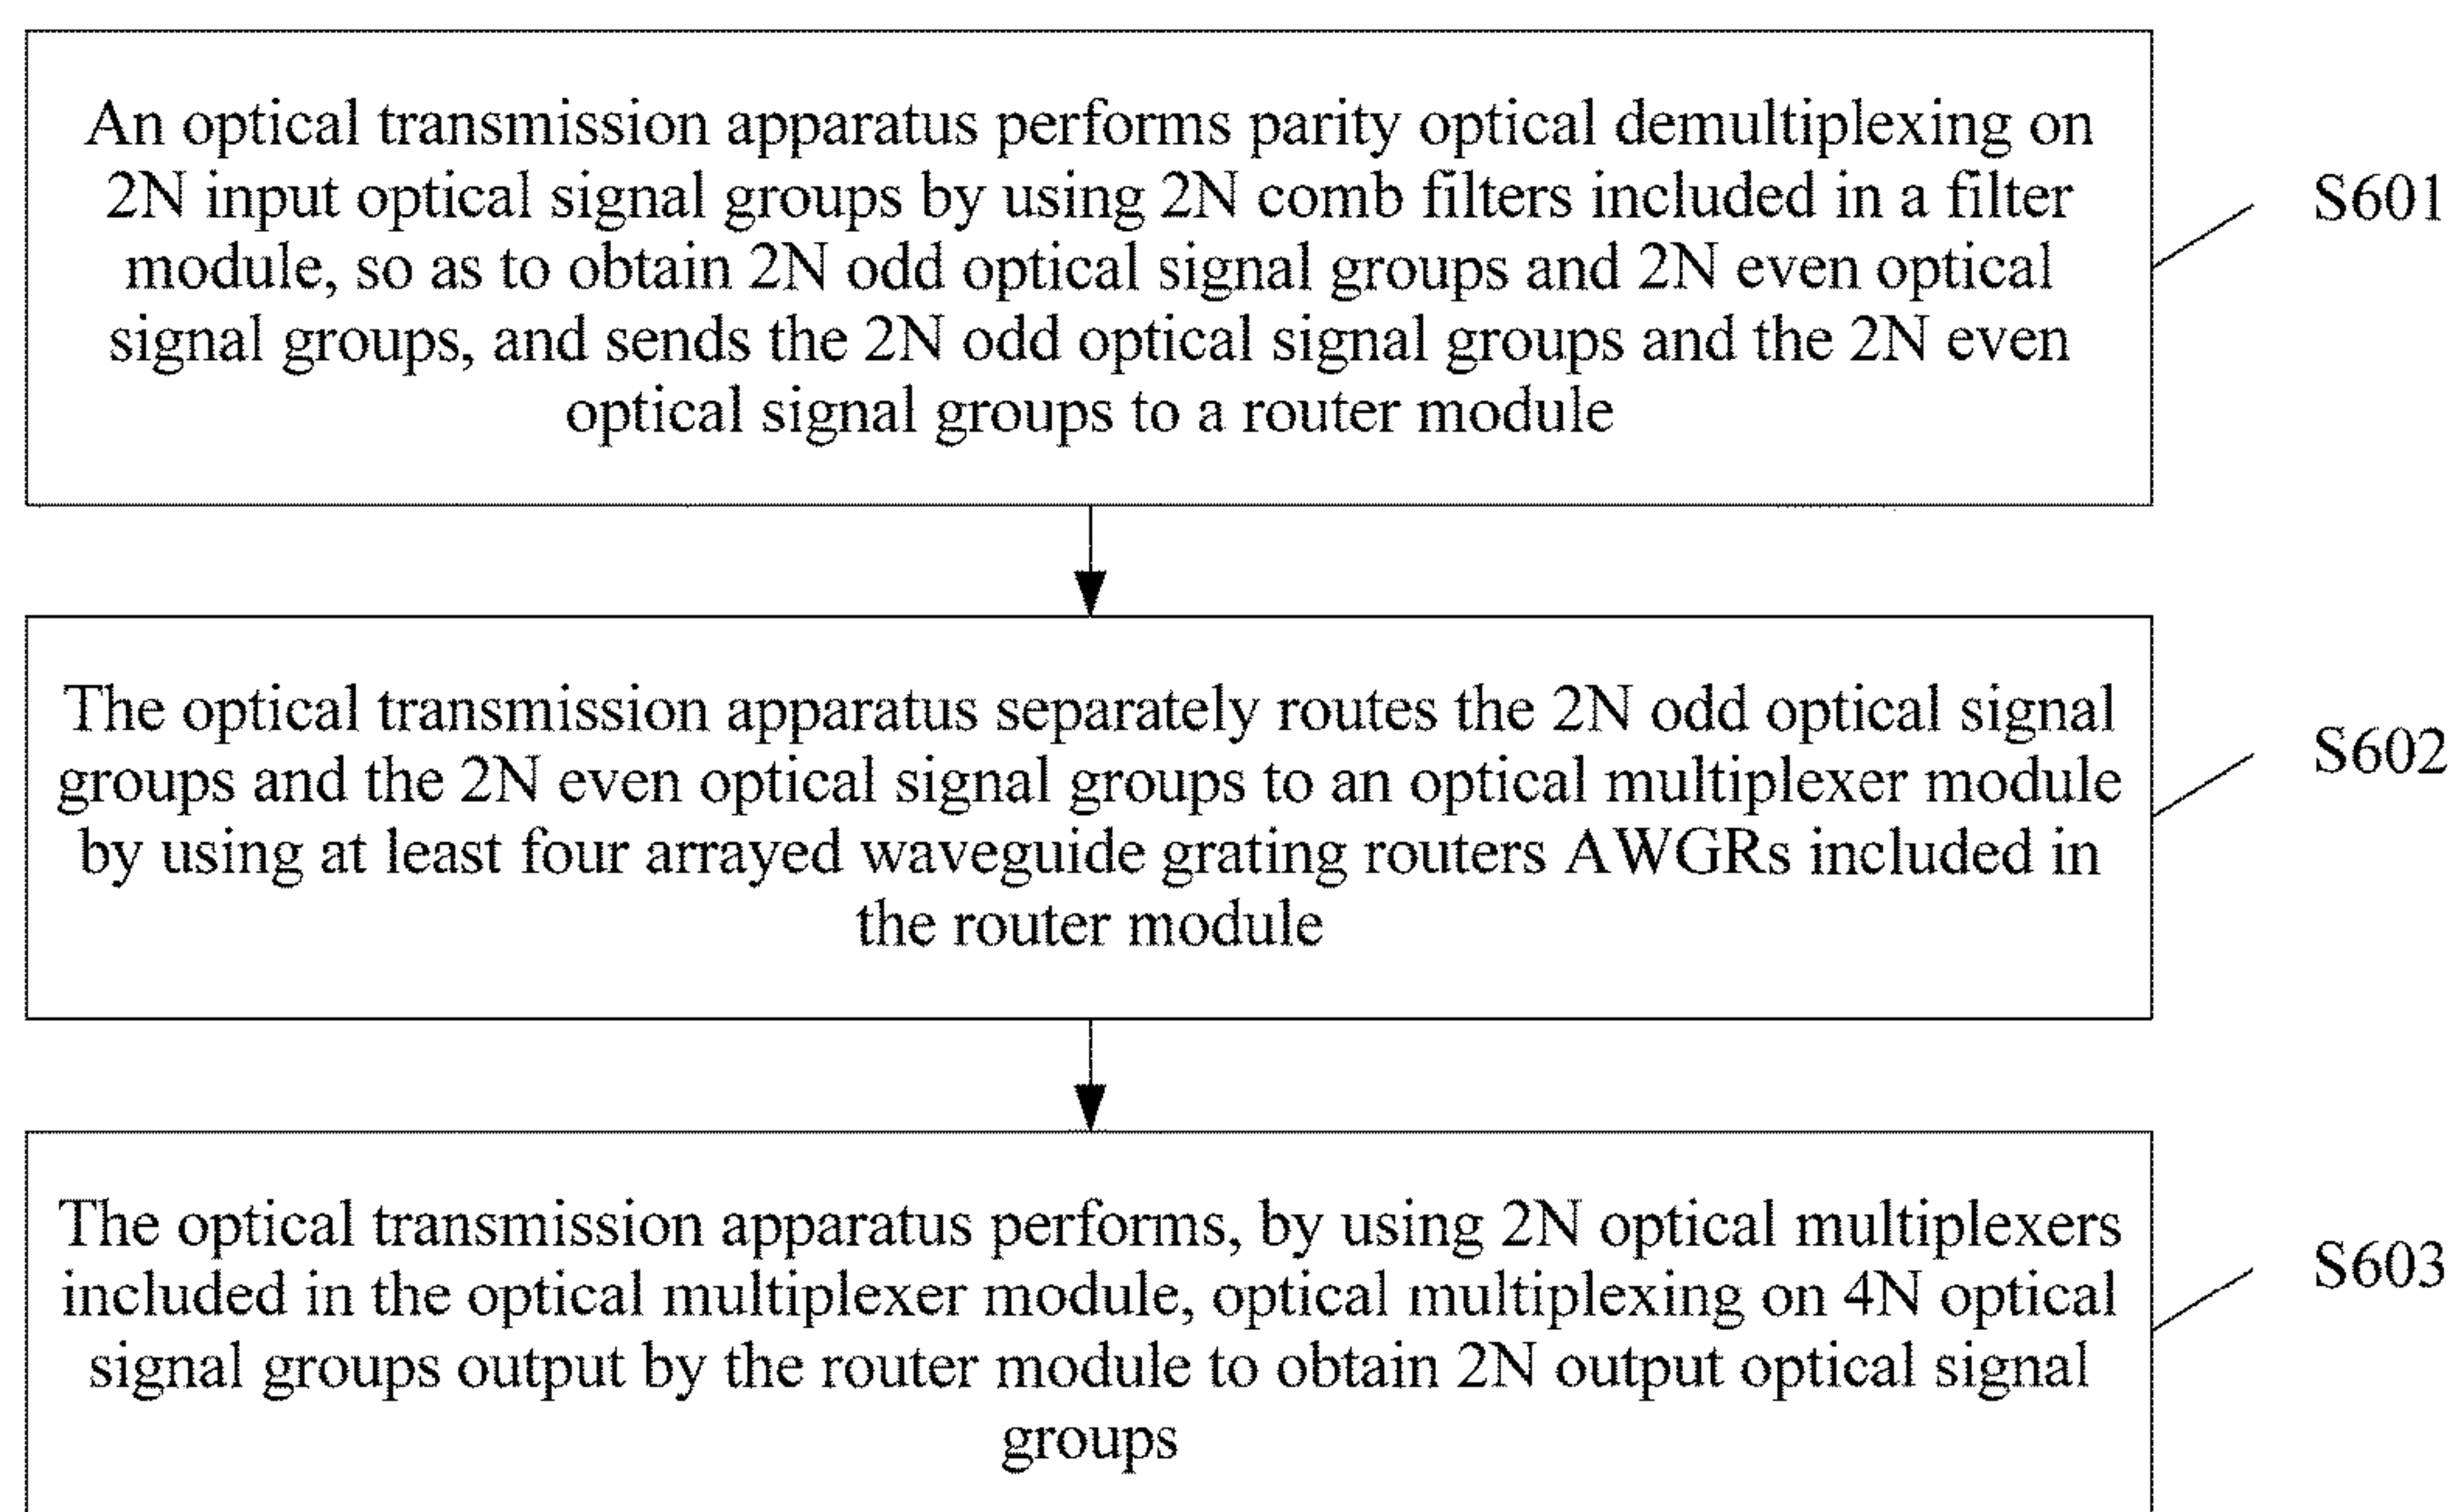 An optical transmission apparatus performs parity optical demultiplexing on
2N input optical signal groups by using 2N comb filters included in a filter
module, so as to obtain 2N odd optical signal groups and 2N even optical
signal groups, and sends the 2N odd optical signal groups and the 2N even
optical signal groups to a router module
S601
The optical transmission apparatus separately routes the 2N odd optical signal
groups and the 2N even optical signal groups to an optical multiplexer module
by using at least four arrayed waveguide grating routers AWGRs included in
the router module
S602
The optical transmission apparatus performs, by using 2N optical multiplexers
included in the optical multiplexer module, optical multiplexing on 4N optical
signal groups output by the router module to obtain 2N output optical signal
groups
S603